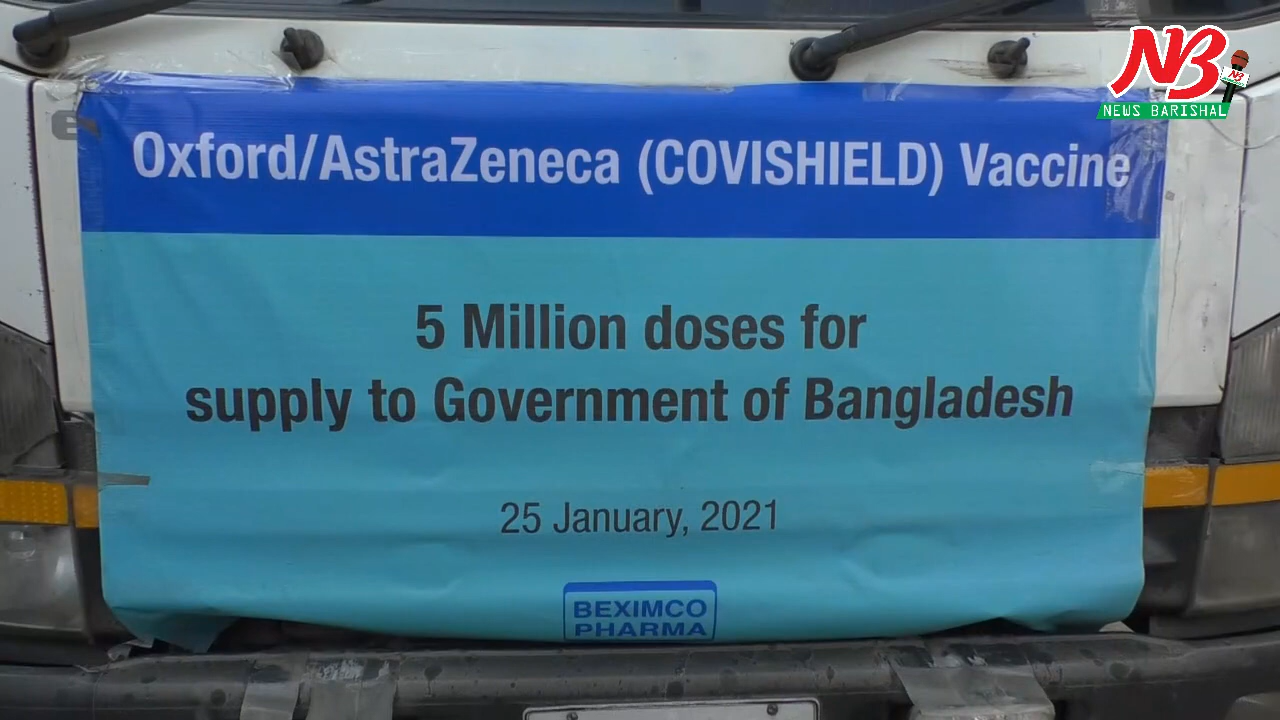 NB
NB
NEWS BARISHAL
Oxford/AstraZeneca (COVISHIELD) Vaccine
5 Million doses for
supply to Government of Bangladesh
25 January, 2021
BEXIMCO
PHARMA